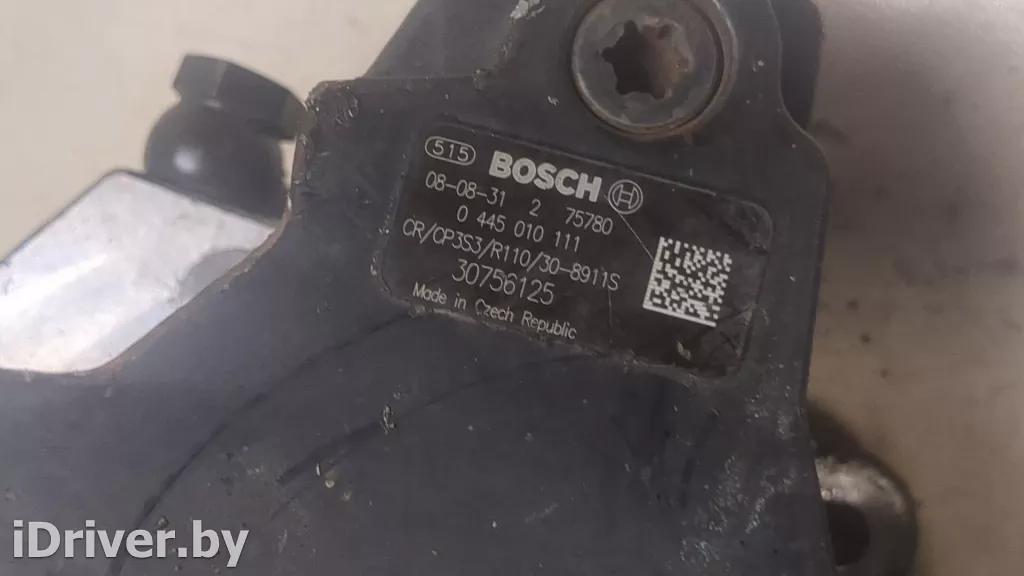 515 BOSCH
08-08-31 2 75780
0 445 010 111
CR/CP3S3/R110/30-8911S
30756125
Made in Czech Republic
iDriver.by